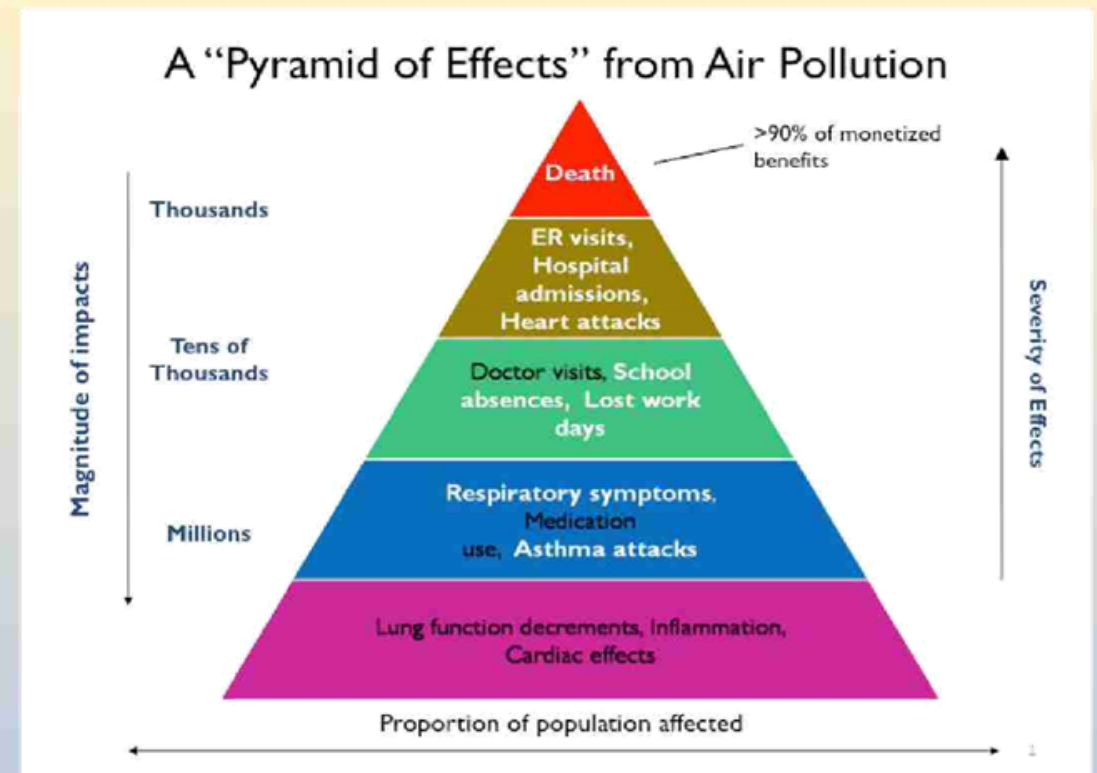 A “Pyramid of Effects” from Air Pollution
>90% of monetized
benefits
Death
Thousands
ER visits,
Hospital
admissions,
Heart attacks
Magnitude of impacts
Severity of Effects
Tens of
Thousands
Doctor visits, School
absences, Lost work
days
Respiratory symptoms,
Medication
use, Asthma attacks
Millions
Lung function decrements, Inflammation,
Cardiac effects
Proportion of population affected
1